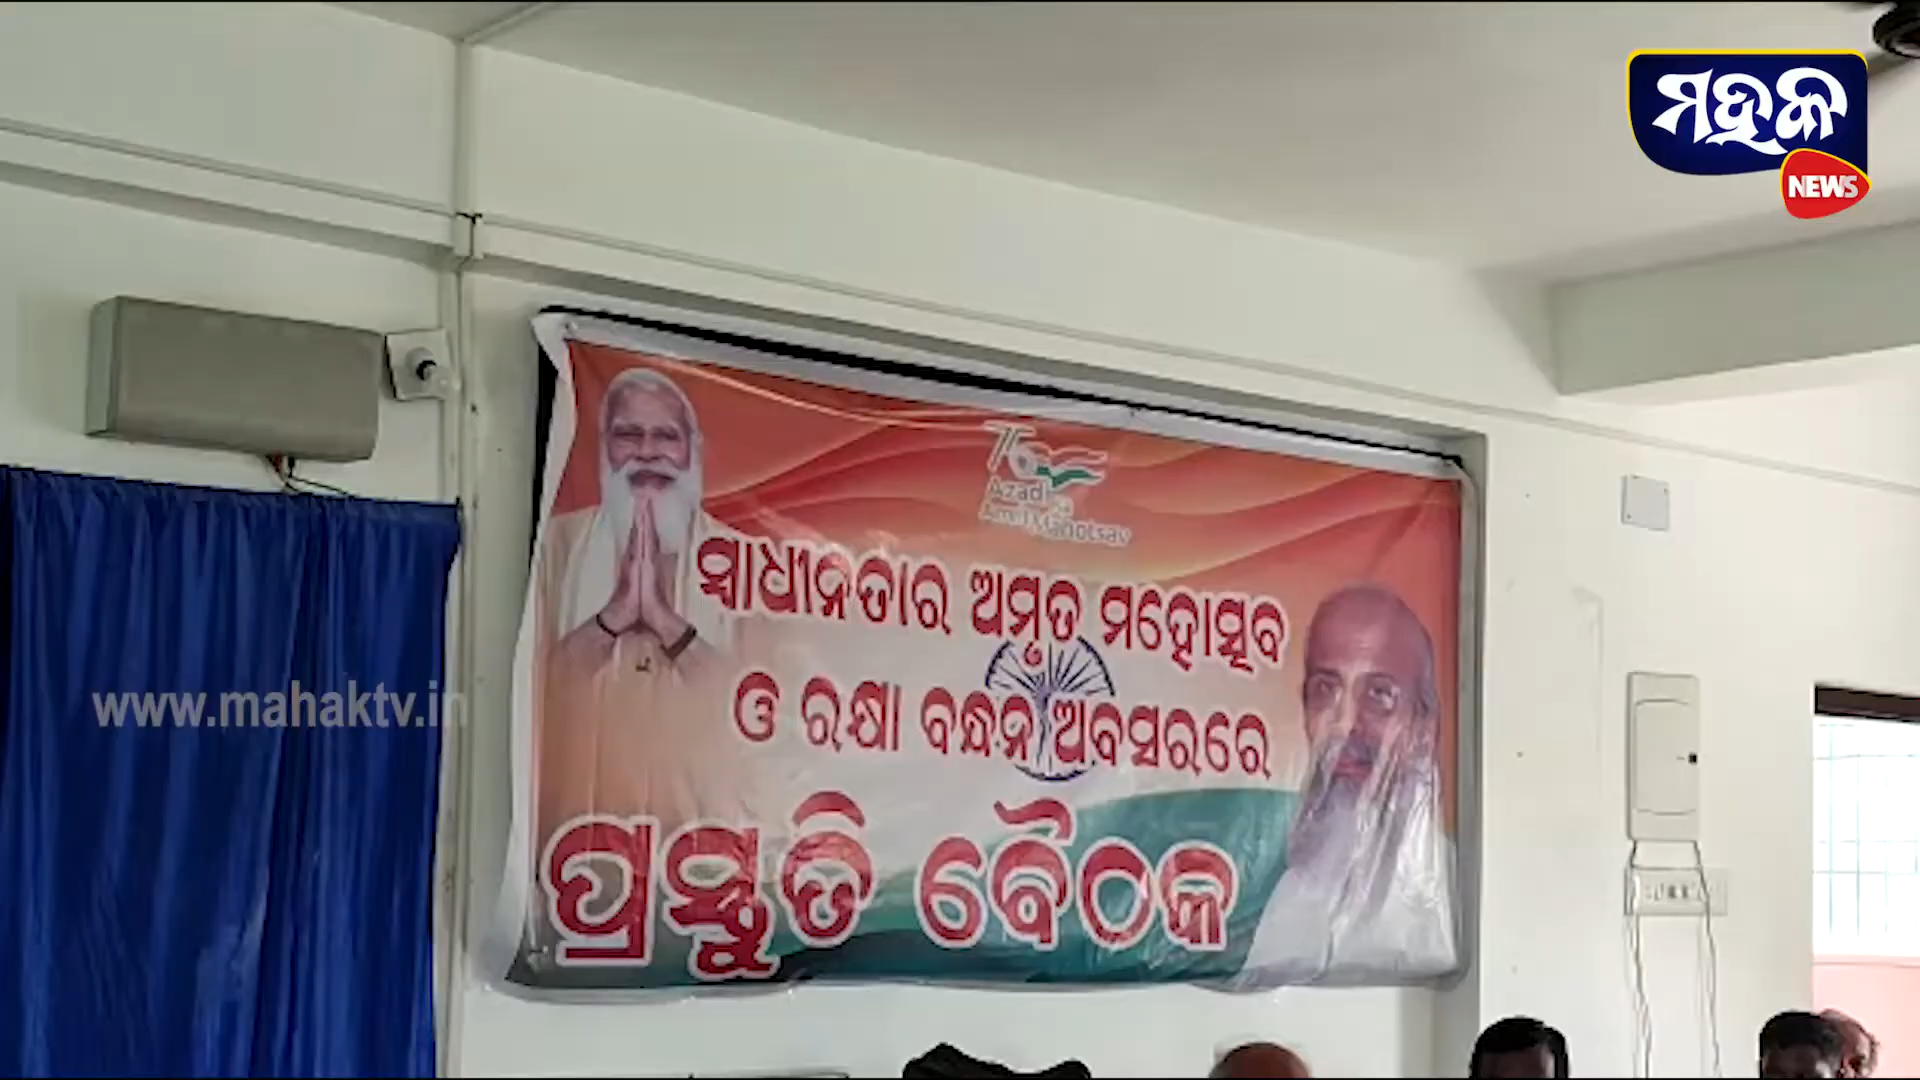 ମହକ
NEWS
75
Azadi Ka
Amrit Mahotsav
ସ୍ୱାଧୀନତାର ଅମୃତ ମହୋତ୍ସବ
ଓ ରକ୍ଷା ବନ୍ଧନ ଅବସରରେ
ପ୍ରସ୍ତୁତି ବୈଠକ
www.mahaktv.in